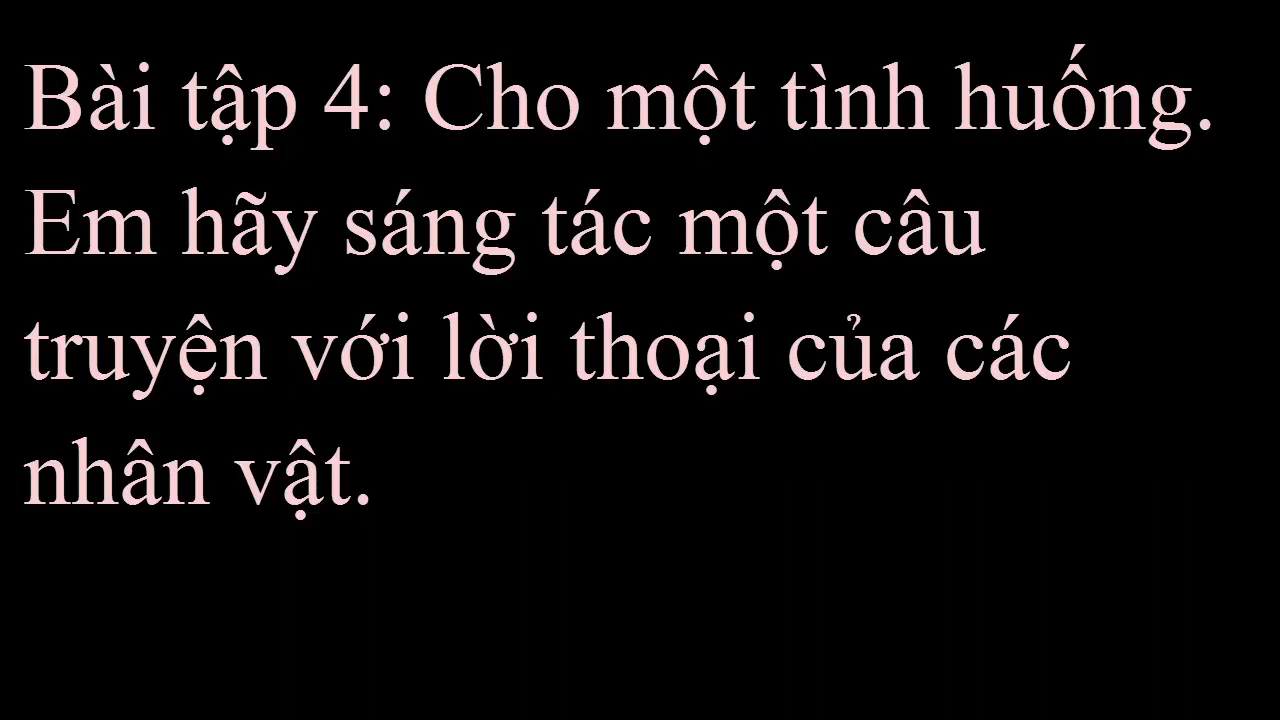 Bài tập 4: Cho một tình huống.
Em hãy sáng tác một câu
truyện với lời thoại của các
nhân vật.